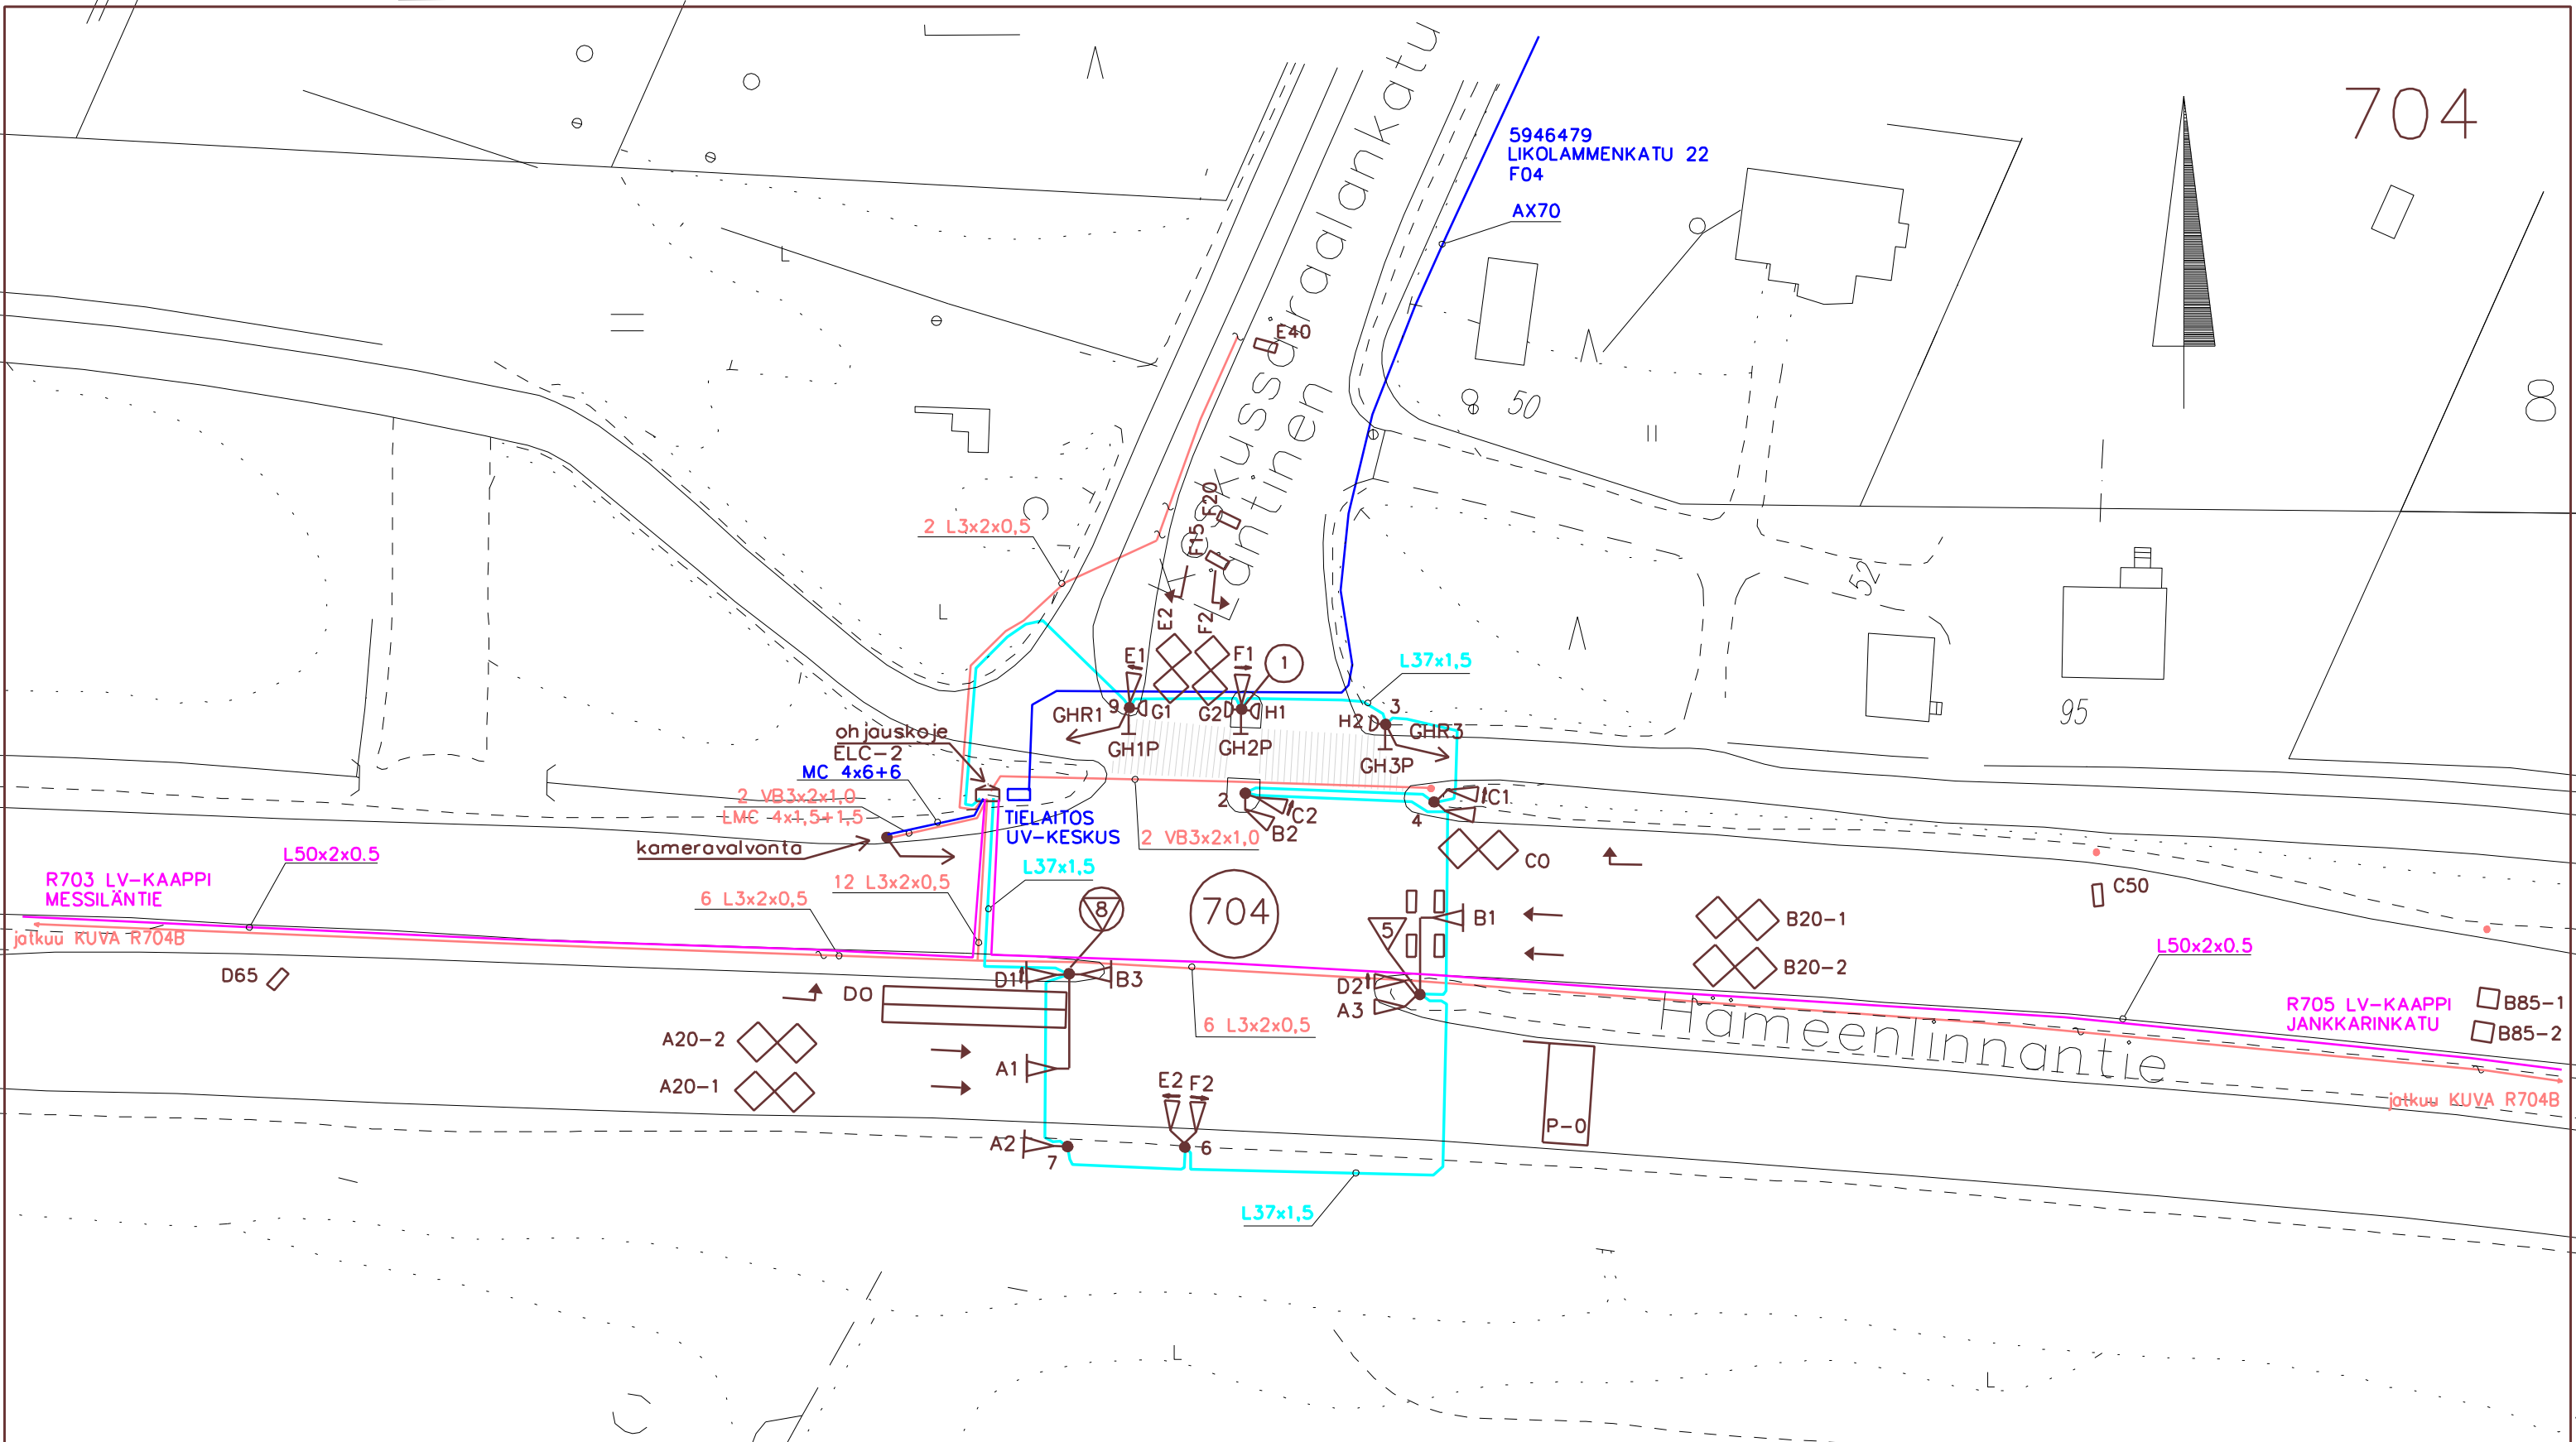 704
5946479
LIKOLAMMENKATU 22
F04
AX70
E40
50
8
F20
F15
2 L3x2x0,5
52
E2
F2
E1
F1
1
L37x1,5
95
GHR1
9
G1
G2
H1
H2
3
GHR3
GH1P
GH2P
GH3P
ohjauskoje
ELC-2
MC 4x6+6
2 VB3x2x1,0
LMC 4x1,5+1,5
TIELAITOS
UV-KESKUS
kameravalvonta
2
C2
B2
4
C1
2 VB3x2x1,0
C0
L50x2x0.5
R703 LV-KAAPPI
MESSILÄNTIE
L37x1,5
12 L3x2x0,5
6 L3x2x0,5
8
704
5
B1
B20-1
B20-2
C50
jatkuu KUVA R704B
L50x2x0.5
D65
D0
D1
B3
D2
A3
6 L3x2x0,5
Hämeenlinnantie
R705 LV-KAAPPI
JANKKARINKATU
B85-1
B85-2
A20-2
A20-1
A1
E2 F2
P-0
jatkuu KUVA R704B
A2
7
6
L37x1,5